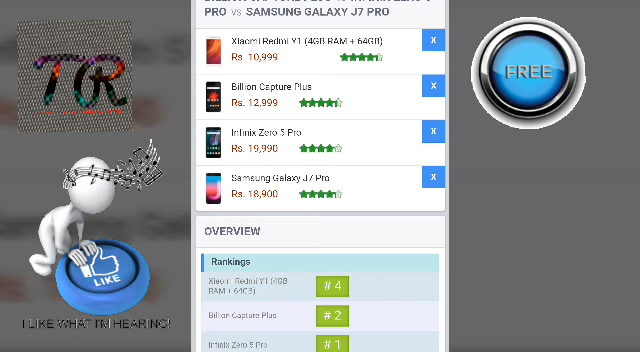 PRO vs SAMSUNG GALAXY J7 PRO
Xiaomi Redmi Y1 (4GB RAM + 64GB)
Rs. 10,999
X
Billion Capture Plus
Rs. 12,999
X
Infinix Zero 5 Pro
Rs. 19,990
X
Samsung Galaxy J7 Pro
Rs. 18,900
X
OVERVIEW
Rankings
Xiaomi Redmi Y1 (4GB
RAM + 64GB)
# 4
Billion Capture Plus
# 2
Infinix Zero 5 Pro
# 1
TR
LIKE
I LIKE WHAT I'M HEARING!
FREE